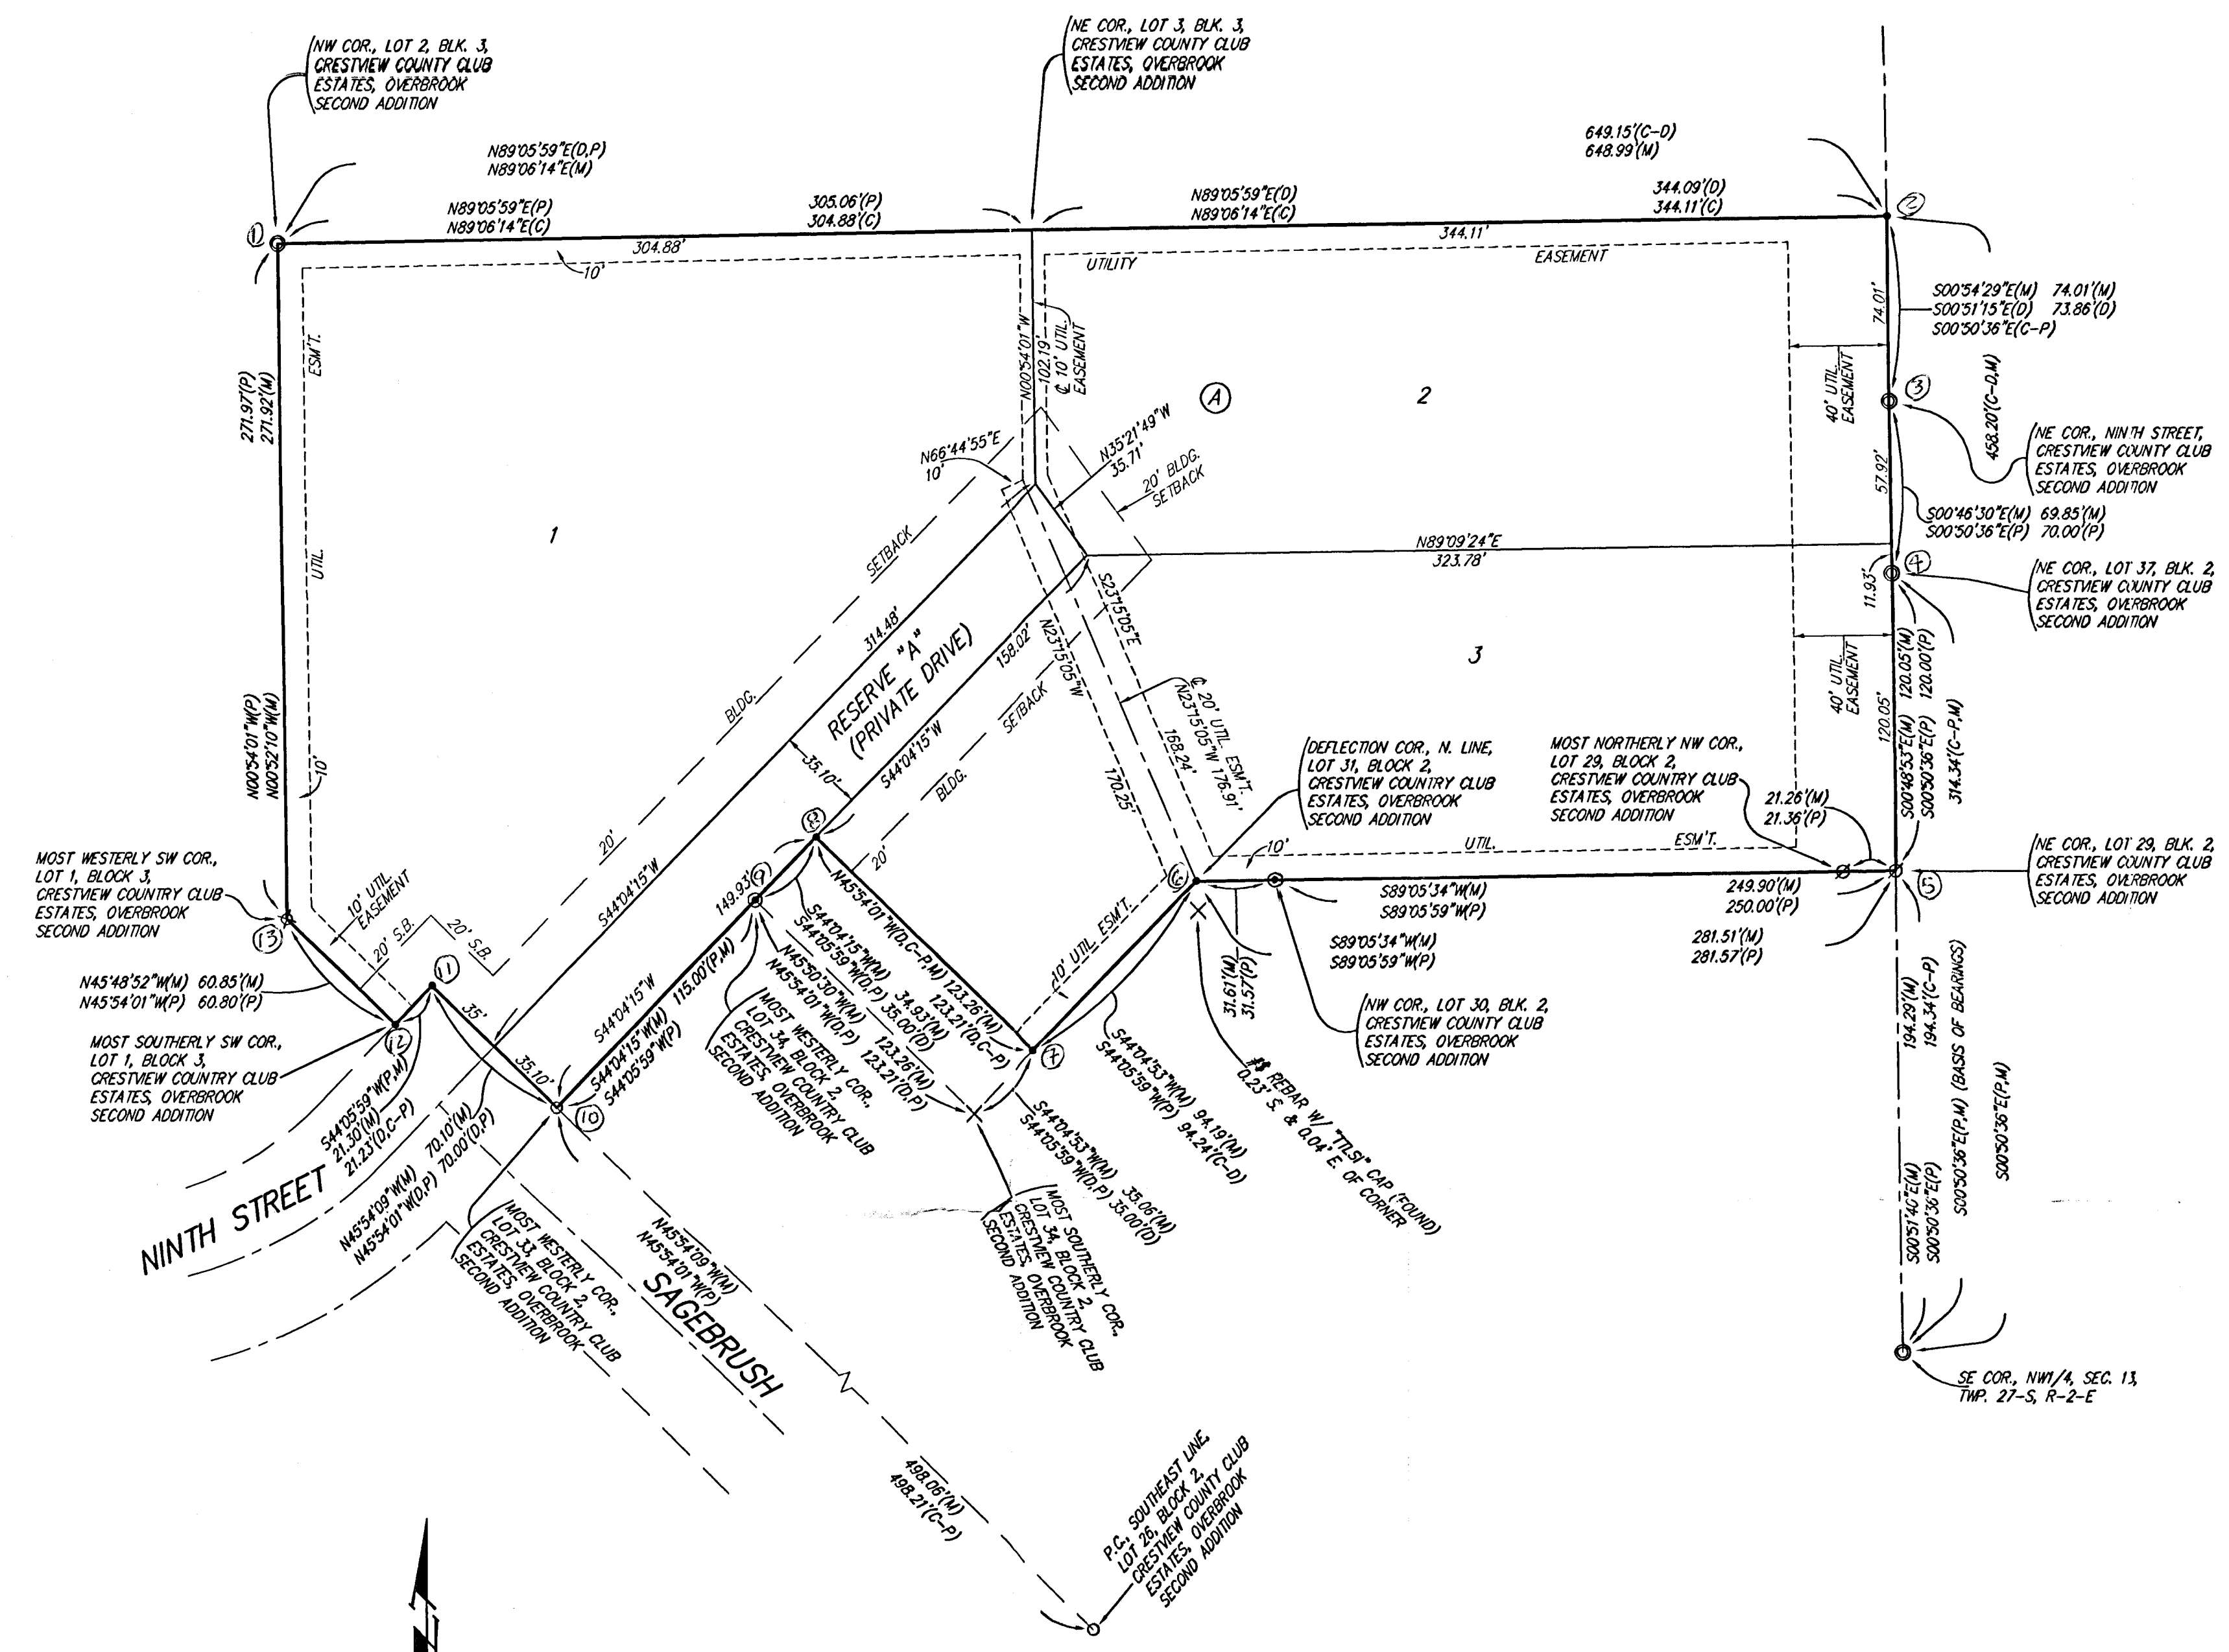 NW COR., LOT 2, BLK. 3,
CRESTVIEW COUNTY CLUB
ESTATES, OVERBROOK
SECOND ADDITION
NE COR., LOT 3, BLK. 3,
CRESTVIEW COUNTY CLUB
ESTATES, OVERBROOK
SECOND ADDITION
649.15'(C-D)
648.99'(M)
N89°05'59"E(D,P)
N89°06'14"E(M)
N89°05'59"E(P)
N89°06'14"E(C)
305.06'(P)
304.88'(C)
N89°05'59"E(D)
N89°06'14"E(C)
344.09'(D)
344.11'(C)
1
2
304.88'
344.11'
10'
UTILITY
EASEMENT
ESM'T.
UTIL.
10'
271.97'(P)
271.92'(M)
N00°54'01"W(P)
N00°52'10"W(M)
N00°54'01"W
102.19'
℄ 10' UTIL.
EASEMENT
74.01'
S00°54'29"E(M) 74.01'(M)
S00°51'15"E(D) 73.86'(D)
S00°50'36"E(C-P)
40' UTIL.
EASEMENT
458.20'(C-D,M)
3
NE COR., NINTH STREET,
CRESTVIEW COUNTY CLUB
ESTATES, OVERBROOK
SECOND ADDITION
57.92'
S00°46'30"E(M) 69.85'(M)
S00°50'36"E(P) 70.00'(P)
A
2
N66°44'55"E
10'
N35°21'49"W
35.71'
20' BLDG.
SETBACK
1
SETBACK
BLDG.
20'
N89°09'24"E
323.78'
4
11.93'
NE COR., LOT 37, BLK. 2,
CRESTVIEW COUNTY CLUB
ESTATES, OVERBROOK
SECOND ADDITION
314.48'
S44°04'15"W
RESERVE "A"
(PRIVATE DRIVE)
158.02'
S44°04'15"W
35.10'
SETBACK
BLDG.
20'
S23°15'05"E
168.24'
N23°15'05"W
170.25'
℄ 20' UTIL. ESM'T.
N23°15'05"W 176.91'
3
40' UTIL.
EASEMENT
120.05'
S00°48'53"E(M) 120.05'(M)
S00°50'36"E(P) 120.00'(P)
314.34'(C-P,M)
DEFLECTION COR., N. LINE,
LOT 31, BLOCK 2,
CRESTVIEW COUNTRY CLUB
ESTATES, OVERBROOK
SECOND ADDITION
MOST NORTHERLY NW COR.,
LOT 29, BLOCK 2,
CRESTVIEW COUNTRY CLUB
ESTATES, OVERBROOK
SECOND ADDITION
21.26'(M)
21.36'(P)
10'
UTIL.
ESM'T.
NE COR., LOT 29, BLK. 2,
CRESTVIEW COUNTY CLUB
ESTATES, OVERBROOK
SECOND ADDITION
5
6
S89°05'34"W(M)
S89°05'59"W(P)
249.90'(M)
250.00'(P)
S89°05'34"W(M)
S89°05'59"W(P)
281.51'(M)
281.57'(P)
31.61'(M)
31.57'(P)
NW COR., LOT 30, BLK. 2,
CRESTVIEW COUNTY CLUB
ESTATES, OVERBROOK
SECOND ADDITION
REBAR W/ "TILSI" CAP (FOUND)
0.23' S. & 0.04' E. OF CORNER
MOST WESTERLY SW COR.,
LOT 1, BLOCK 3,
CRESTVIEW COUNTRY CLUB
ESTATES, OVERBROOK
SECOND ADDITION
13
10' UTIL.
EASEMENT
20' S.B.
20' S.B.
N45°48'52"W(M) 60.85'(M)
N45°54'01"W(P) 60.80'(P)
11
12
35'
35.10'
MOST SOUTHERLY SW COR.,
LOT 1, BLOCK 3,
CRESTVIEW COUNTRY CLUB
ESTATES, OVERBROOK
SECOND ADDITION
S44°05'59"W(P,M)
21.30'(M)
21.23'(D,C-P)
N45°54'09"W(M) 70.10'(M)
N45°54'01"W(D,P) 70.00'(D,P)
NINTH STREET
10
8
9
149.93'
S44°04'15"W
S44°04'15"W(M) 115.00'(P,M)
S44°05'59"W(P)
S44°04'15"W(M) 34.93'(M)
S44°05'59"W(D,P) 35.00'(D)
N45°50'30"W(M) 123.26'(M)
N45°54'01"W(D,P) 123.21'(D,P)
N45°54'01"W(D,C-P,M) 123.26'(M)
123.21'(D,C-P)
10' UTIL. ESM'T.
7
S44°04'53"W(M) 94.19'(M)
S44°05'59"W(P) 94.24'(C-D)
S44°04'53"W(M) 35.06'(M)
S44°05'59"W(D,P) 35.00'(D)
MOST WESTERLY COR.,
LOT 34, BLOCK 2,
CRESTVIEW COUNTRY CLUB
ESTATES, OVERBROOK
SECOND ADDITION
MOST WESTERLY COR.,
LOT 33, BLOCK 2,
CRESTVIEW COUNTRY CLUB
ESTATES, OVERBROOK
SECOND ADDITION
MOST SOUTHERLY COR.,
LOT 34, BLOCK 2,
CRESTVIEW COUNTRY CLUB
ESTATES, OVERBROOK
SECOND ADDITION
N45°54'09"W(M)
N45°54'01"W(P)
SAGEBRUSH
498.06'(M)
498.21'(C-P)
P.C., SOUTHEAST LINE,
LOT 26, BLOCK 2,
CRESTVIEW COUNTY CLUB
ESTATES, OVERBROOK
SECOND ADDITION
194.29'(M)
194.34'(C-P)
S00°51'40"E(M)
S00°50'36"E(P)
S00°50'36"E(P,M) (BASIS OF BEARINGS)
S00°50'36"E(P,M)
SE COR., NW1/4, SEC. 13,
TWP. 27-S, R-2-E